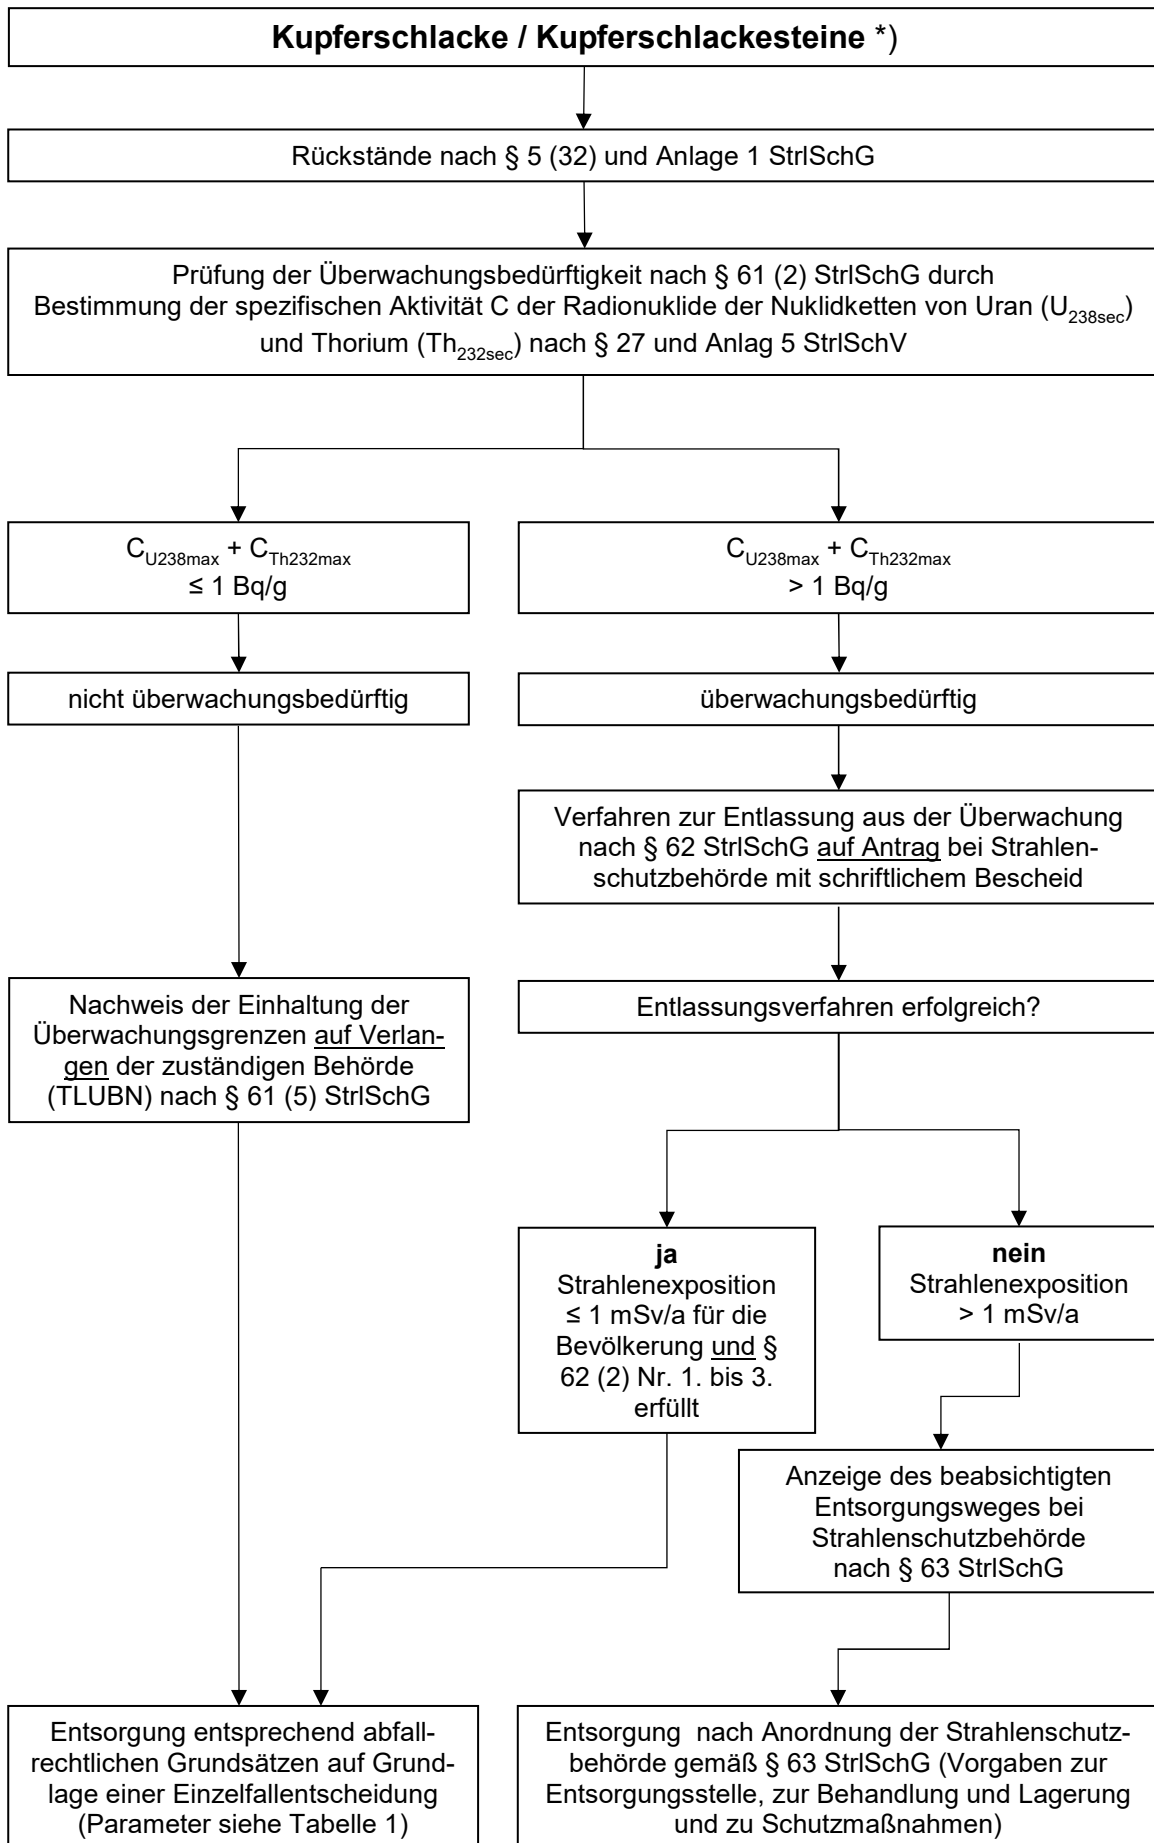 Kupferschlacke / Kupferschlackesteine *)
Rückstände nach § 5 (32) und Anlage 1 StrlSchG
Prüfung der Überwachungsbedürftigkeit nach § 61 (2) StrlSchG durch
Bestimmung der spezifischen Aktivität C der Radionuklide der Nuklidketten von Uran (U238sec)
und Thorium (Th232sec) nach § 27 und Anlag 5 StrlSchV
CU238max + CTh232max
≤ 1 Bq/g
CU238max + CTh232max
> 1 Bq/g
nicht überwachungsbedürftig
überwachungsbedürftig
Verfahren zur Entlassung aus der Überwachung
nach § 62 StrlSchG auf Antrag bei Strahlen-
schutzbehörde mit schriftlichem Bescheid
Nachweis der Einhaltung der
Überwachungsgrenzen auf Verlan-
gen der zuständigen Behörde
(TLUBN) nach § 61 (5) StrlSchG
Entlassungsverfahren erfolgreich?
ja
Strahlenexposition
≤ 1 mSv/a für die
Bevölkerung und §
62 (2) Nr. 1. bis 3.
erfüllt
nein
Strahlenexposition
> 1 mSv/a
Anzeige des beabsichtigten
Entsorgungsweges bei
Strahlenschutzbehörde
nach § 63 StrlSchG
Entsorgung entsprechend abfall-
rechtlichen Grundsätzen auf Grund-
lage einer Einzelfallentscheidung
(Parameter siehe Tabelle 1)
Entsorgung nach Anordnung der Strahlenschutz-
behörde gemäß § 63 StrlSchG (Vorgaben zur
Entsorgungsstelle, zur Behandlung und Lagerung
und zu Schutzmaßnahmen)